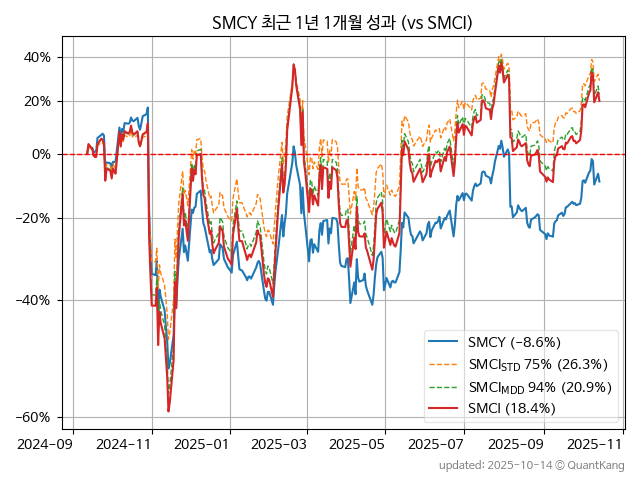 SMCY 최근 1년 1개월 성과 (vs SMCI)
40%
20%
0%
−20%
−40%
−60%
2024−09
2024−11
2025−01
2025−03
2025−05
2025−07
2025−09
2025−11
SMCY (−8.6%)
SMCI_STD 75% (26.3%)
SMCI_MDD 94% (20.9%)
SMCI (18.4%)
updated: 2025-10-14 © QuantKang